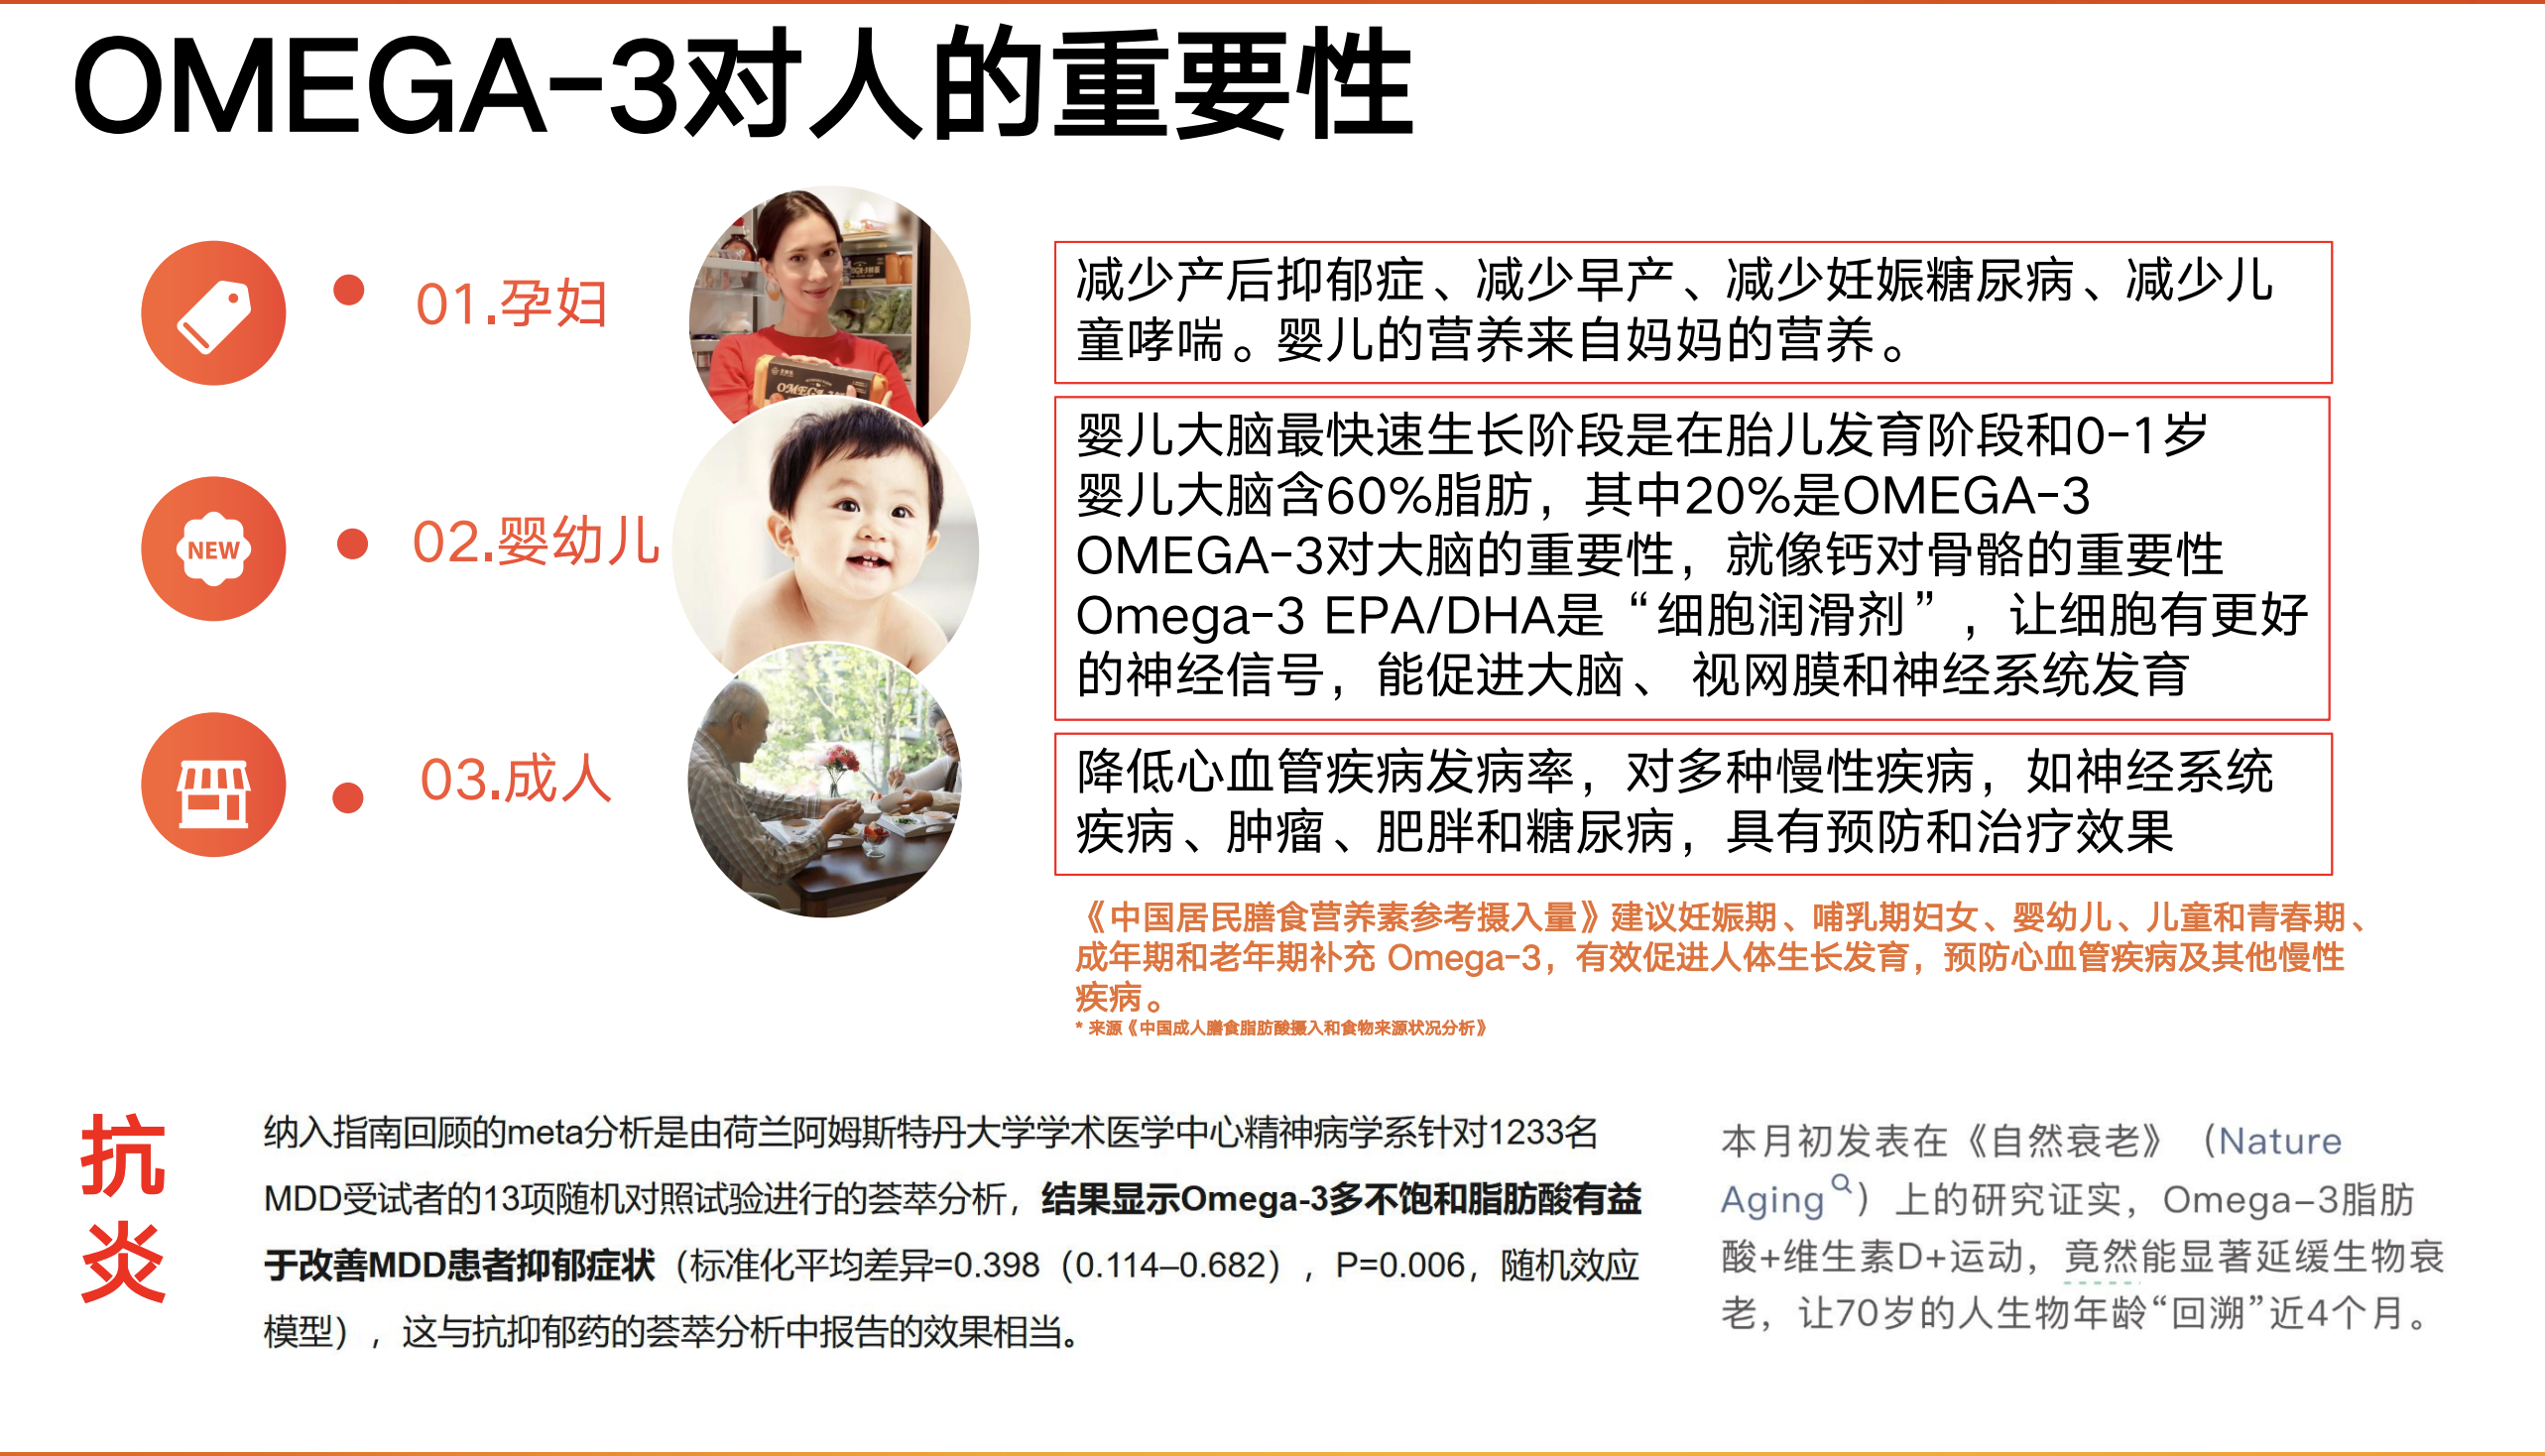 OMEGA-3对人的重要性
01.孕妇
OMEGA-3
减少产后抑郁症、减少早产、减少妊娠糖尿病、减少儿
童哮喘。婴儿的营养来自妈妈的营养。
NEW
02.婴幼儿
婴儿大脑最快速生长阶段是在胎儿发育阶段和0-1岁
婴儿大脑含60%脂肪，其中20%是OMEGA-3
OMEGA-3对大脑的重要性，就像钙对骨骼的重要性
Omega-3 EPA/DHA是“细胞润滑剂”，让细胞有更好
的神经信号，能促进大脑、 视网膜和神经系统发育
03.成人
降低心血管疾病发病率，对多种慢性疾病，如神经系统
疾病、肿瘤、肥胖和糖尿病，具有预防和治疗效果
《中国居民膳食营养素参考摄入量》建议妊娠期、哺乳期妇女、婴幼儿、儿童和青春期、
成年期和老年期补充 Omega-3，有效促进人体生长发育，预防心血管疾病及其他慢性
疾病。
* 来源《中国成人膳食脂肪酸摄入和食物来源状况分析》
抗
炎
纳入指南回顾的meta分析是由荷兰阿姆斯特丹大学学术医学中心精神病学系针对1233名
MDD受试者的13项随机对照试验进行的荟萃分析，结果显示Omega-3多不饱和脂肪酸有益
于改善MDD患者抑郁症状（标准化平均差异=0.398（0.114–0.682），P=0.006，随机效应
模型），这与抗抑郁药的荟萃分析中报告的效果相当。
本月初发表在《自然衰老》（Nature
Aging）上的研究证实，Omega-3脂肪
酸+维生素D+运动，竟然能显著延缓生物衰
老，让70岁的人生物年龄“回溯”近4个月。